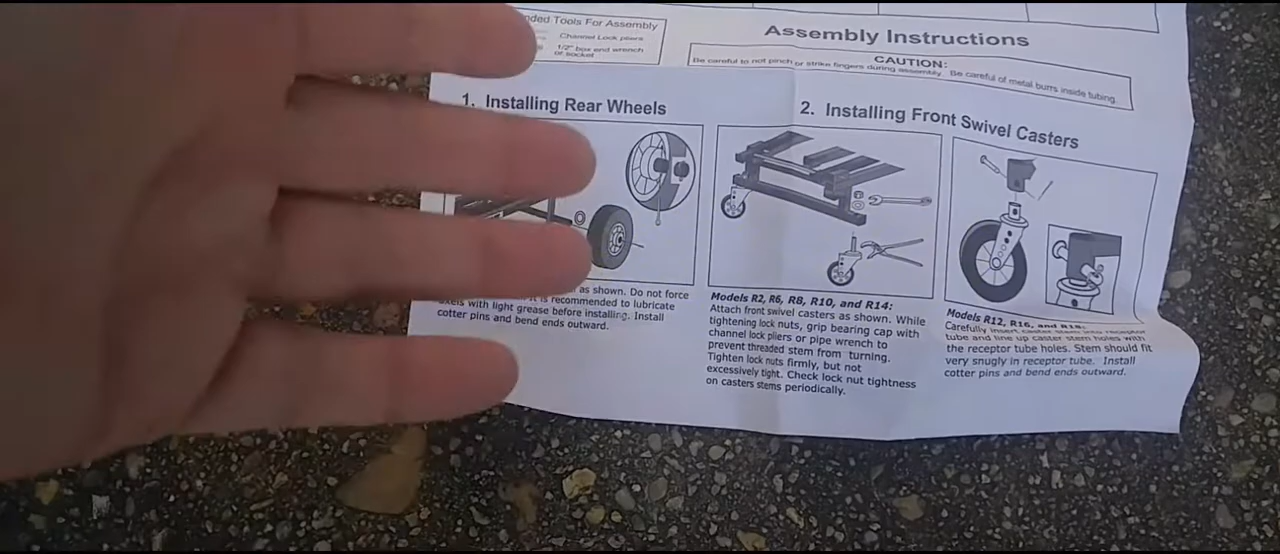 ded Tools For Assembly
Channel Lock pliers
1/2" box end wrench
or socket
Assembly Instructions
CAUTION:
Be careful to not pinch or strike fingers during assembly. Be careful of metal burrs inside tubing.
1. Installing Rear Wheels
as shown. Do not force
it is recommended to lubricate
axels with light grease before installing. Install
cotter pins and bend ends outward.
2. Installing Front Swivel Casters
Models R2, R6, R8, R10, and R14:
Attach front swivel casters as shown. While
tightening lock nuts, grip bearing cap with
channel lock pliers or pipe wrench to
prevent threaded stem from turning.
Tighten lock nuts firmly, but not
excessively tight. Check lock nut tightness
on casters stems periodically.
Models R12, R16, and R18:
Carefully insert caster stem into receptor
tube and line up caster stem holes with
the receptor tube holes. Stem should fit
very snugly in receptor tube. Install
cotter pins and bend ends outward.